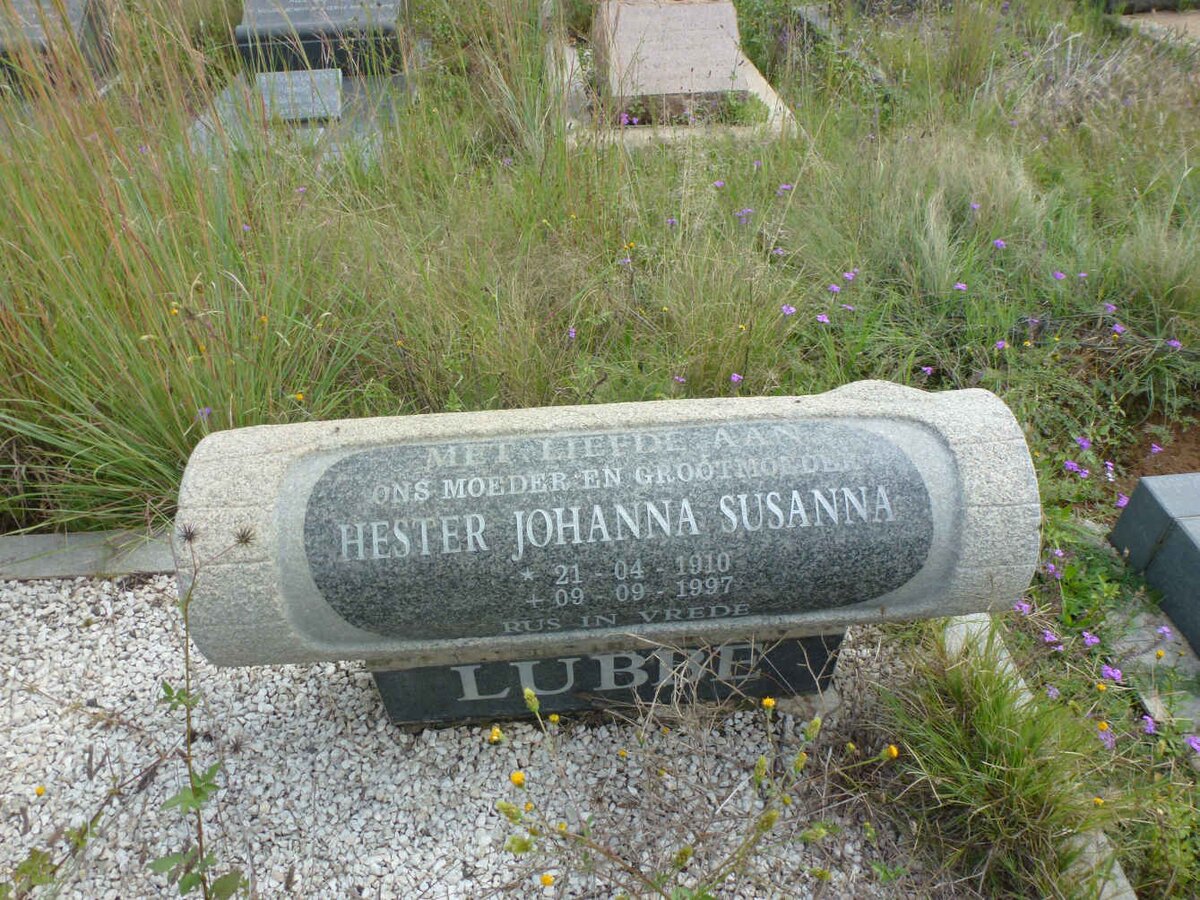 MET LIEFDE AAN
ONS MOEDER EN GROOTMOEDER
HESTER JOHANNA SUSANNA
* 21 - 04 - 1910
+ 09 - 09 - 1997
RUS IN VREDE
LUBBE